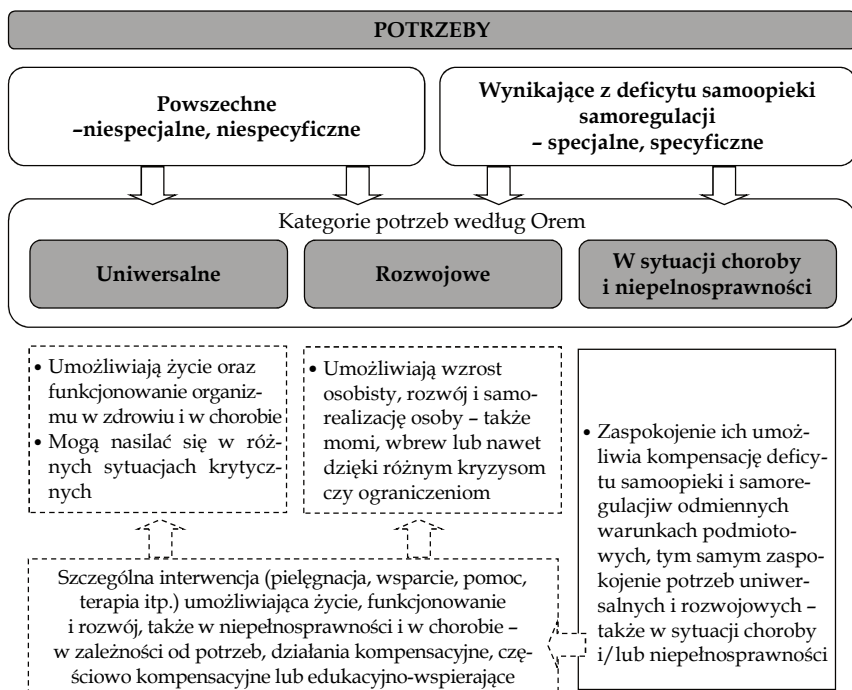 POTRZEBY
Powszechne
–niespecjalne, niespecyficzne
Wynikające z deficytu samoopieki
samoregulacji
– specjalne, specyficzne
Kategorie potrzeb według Orem
Uniwersalne
Rozwojowe
W sytuacji choroby
i niepelnosprawności
• Umożliwiają życie oraz
funkcjonowanie organiz-
mu w zdrowiu i w chorobie
• Mogą nasilać się w róż-
nych sytuacjach krytycz-
nych
• Umożliwiają wzrost
osobisty, rozwój i samo-
realizację osoby – także
momi, wbrew lub nawet
dzięki różnym kryzysom
czy ograniczeniom
• Zaspokojenie ich umoż-
liwia kompensację deficy-
tu samoopieki i samore-
gulacjiw odmiennych
warunkach podmioto-
wych, tym samym zaspo-
kojenie potrzeb uniwer-
salnych i rozwojowych –
także w sytuacji choroby
i/lub niepełnosprawności
Szczególna interwencja (pielęgnacja, wsparcie, pomoc,
terapia itp.) umożliwiająca życie, funkcjonowanie
i rozwój, także w niepełnosprawności i w chorobie –
w zależności od potrzeb, działania kompensacyjne, czę-
ściowo kompensacyjne lub edukacyjno-wspierające